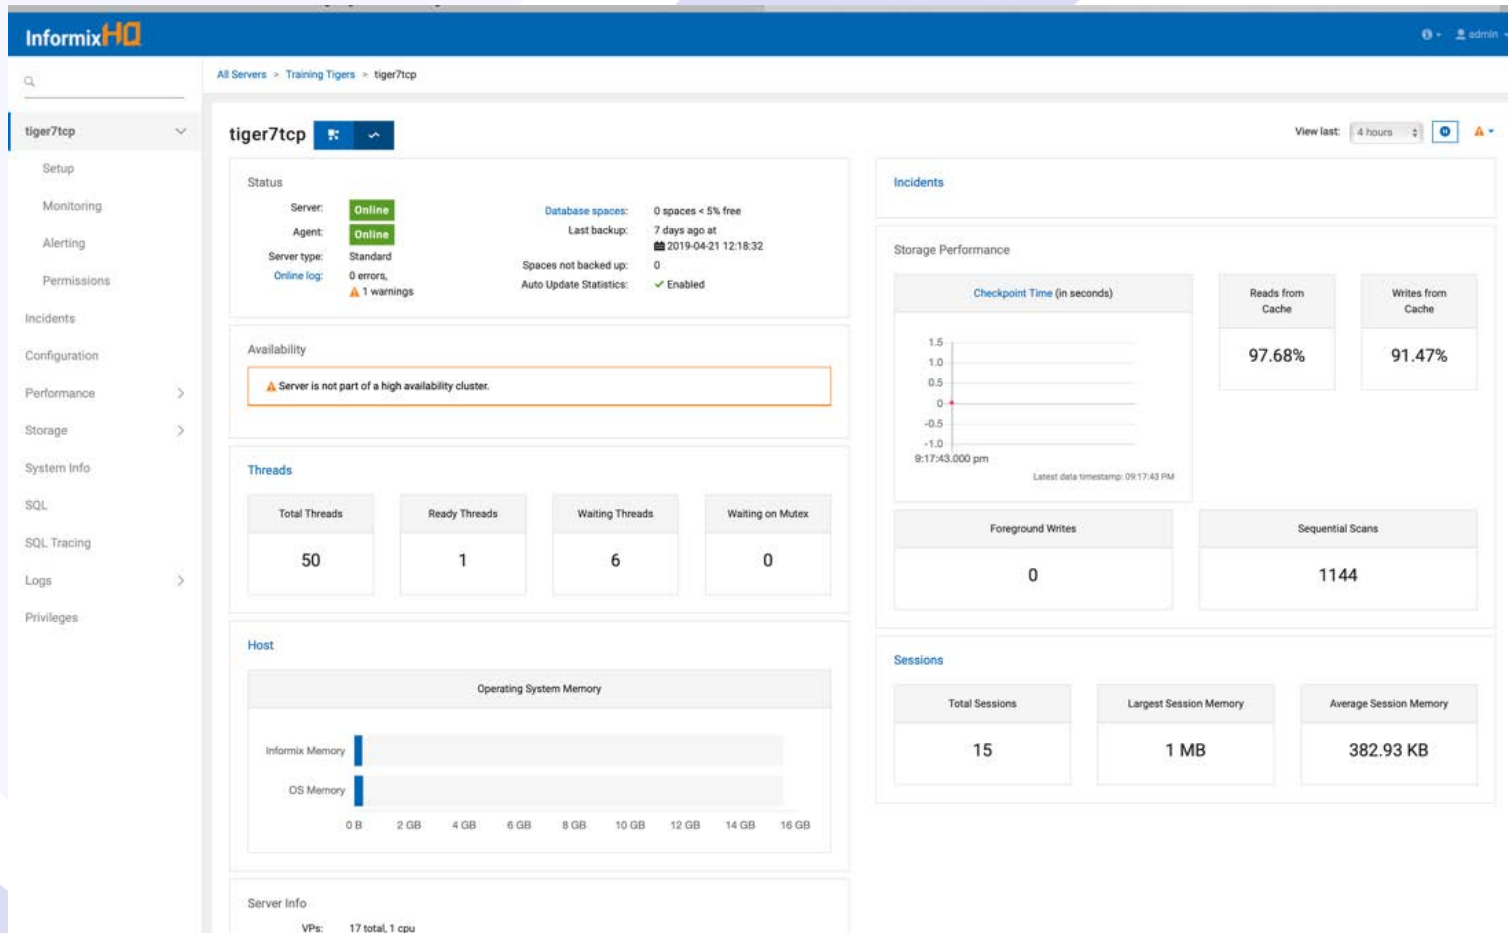 InformixHQ
admin
All Servers > Training Tigers > tiger7tcp
tiger7tcp
Setup
Monitoring
Alerting
Permissions
Incidents
Configuration
Performance
Storage
System Info
SQL
SQL Tracing
Logs
Privileges
tiger7tcp
View last: 4 hours
Status
Server: Online
Agent: Online
Server type: Standard
Online log: 0 errors,
1 warnings
Database spaces: 0 spaces < 5% free
Last backup: 7 days ago at
2019-04-21 12:18:32
Spaces not backed up: 0
Auto Update Statistics: Enabled
Availability
Server is not part of a high availability cluster.
Threads
Total Threads
50
Ready Threads
1
Waiting Threads
6
Waiting on Mutex
0
Host
Operating System Memory
Informix Memory
OS Memory
0 B 2 GB 4 GB 6 GB 8 GB 10 GB 12 GB 14 GB 16 GB
Server Info
VPs: 17 total, 1 cpu
Incidents
Storage Performance
Checkpoint Time (in seconds)
1.5
1.0
0.5
0
-0.5
-1.0
9:17:43.000 pm
Latest data timestamp: 09:17:43 PM
Reads from
Cache
97.68%
Writes from
Cache
91.47%
Foreground Writes
0
Sequential Scans
1144
Sessions
Total Sessions
15
Largest Session Memory
1 MB
Average Session Memory
382.93 KB